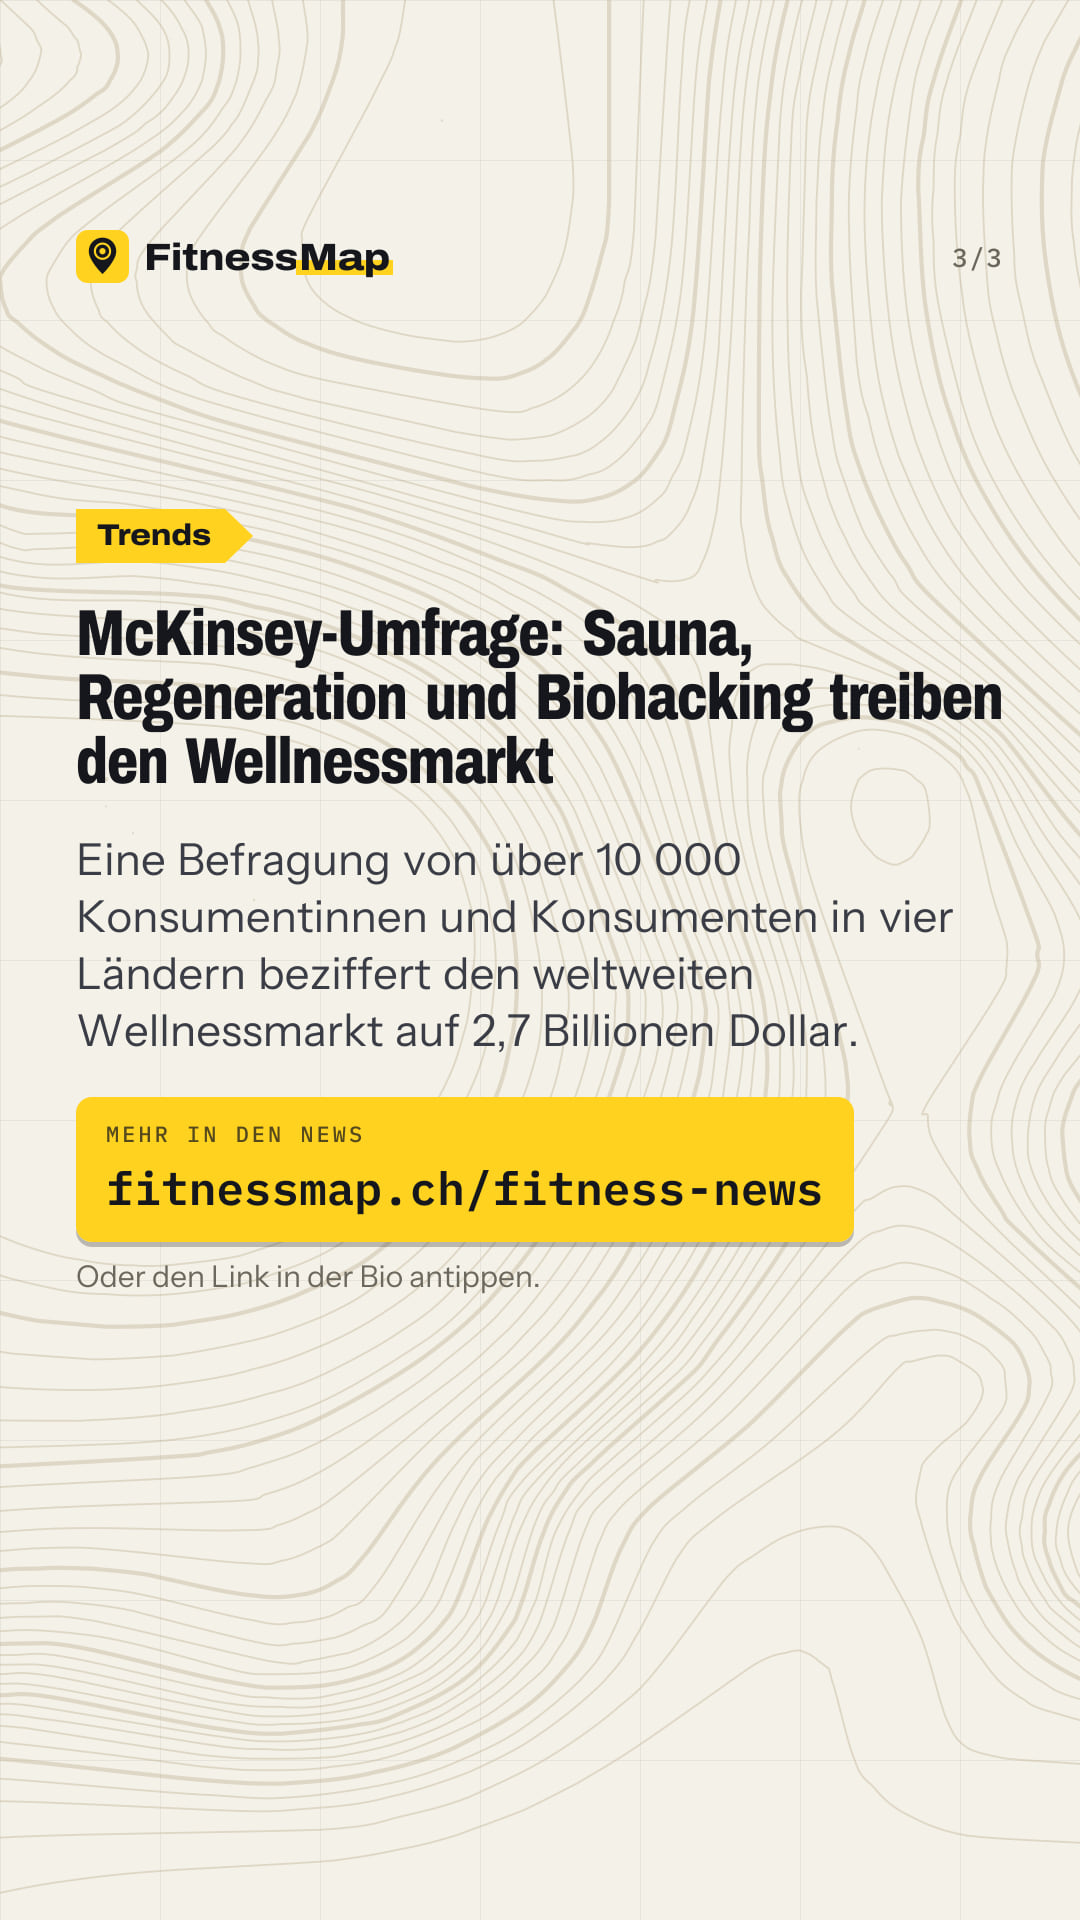 FitnessMap
3/3
Trends
McKinsey-Umfrage: Sauna,
Regeneration und Biohacking treiben
den Wellnessmarkt
Eine Befragung von über 10 000
Konsumentinnen und Konsumenten in vier
Ländern beziffert den weltweiten
Wellnessmarkt auf 2,7 Billionen Dollar.
MEHR IN DEN NEWS
fitnessmap.ch/fitness-news
Oder den Link in der Bio antippen.